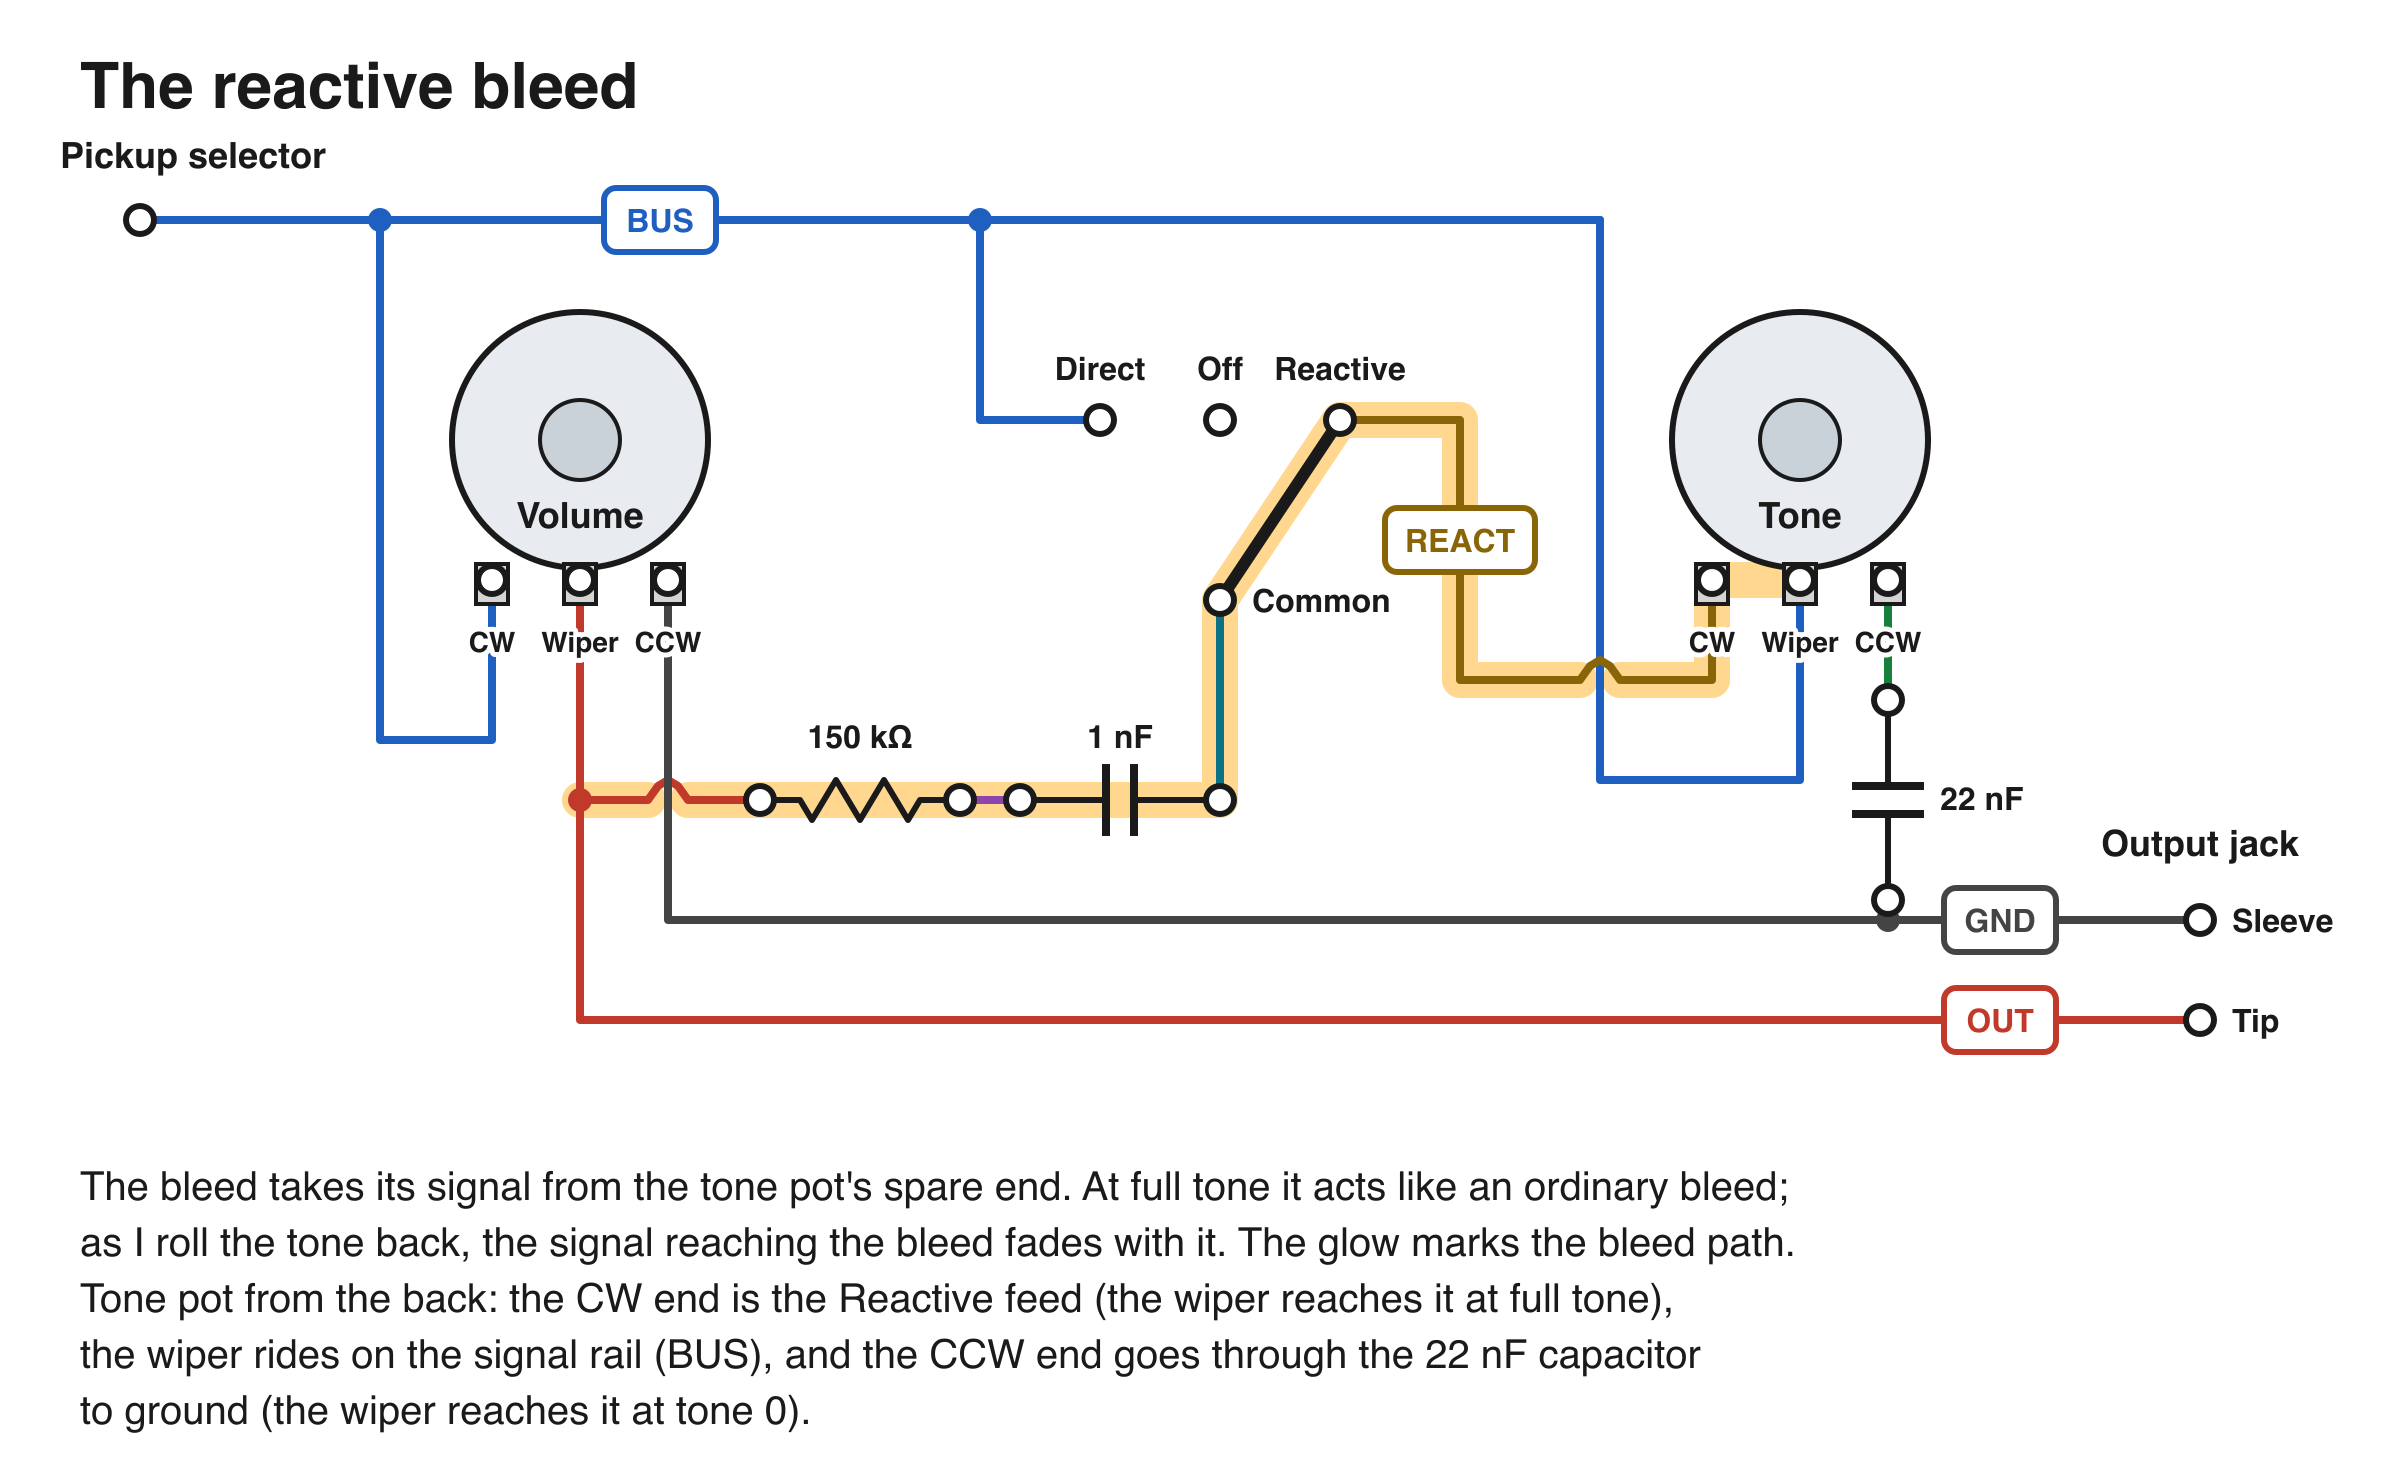 The reactive bleed
Pickup selector
BUS
Direct
Off
Reactive
Volume
Tone
REACT
Common
CW
Wiper
CCW
CW
Wiper
CCW
150 kΩ
1 nF
22 nF
Output jack
GND
Sleeve
OUT
Tip
The bleed takes its signal from the tone pot's spare end. At full tone it acts like an ordinary bleed;
as I roll the tone back, the signal reaching the bleed fades with it. The glow marks the bleed path.
Tone pot from the back: the CW end is the Reactive feed (the wiper reaches it at full tone),
the wiper rides on the signal rail (BUS), and the CCW end goes through the 22 nF capacitor
to ground (the wiper reaches it at tone 0).